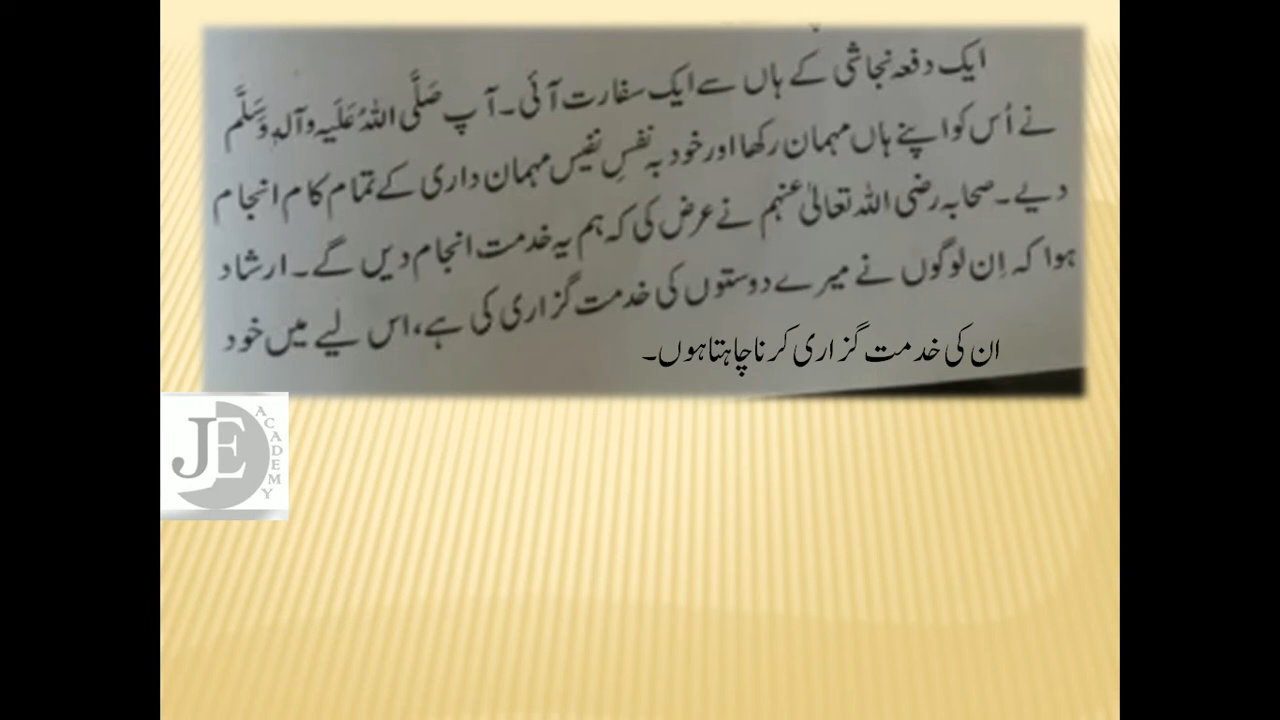 ایک دفعہ نجاشی کے ہاں سے ایک سفارت آئی۔ آپ صَلَّی اللہُ عَلَیہِ وَآلہٖ وَسَلَّم
نے اُس کو اپنے ہاں مہمان رکھا اور خود بہ نفسِ نفیس مہمان داری کے تمام کام انجام
دیے۔ صحابہ رضی اللہ تعالیٰ عنہم نے عرض کی کہ ہم یہ خدمت انجام دیں گے۔ ارشاد
ہوا کہ اِن لوگوں نے میرے دوستوں کی خدمت گزاری کی ہے، اس لیے میں خود
ان کی خدمت گزاری کرنا چاہتا ہوں۔
JE ACADEMY